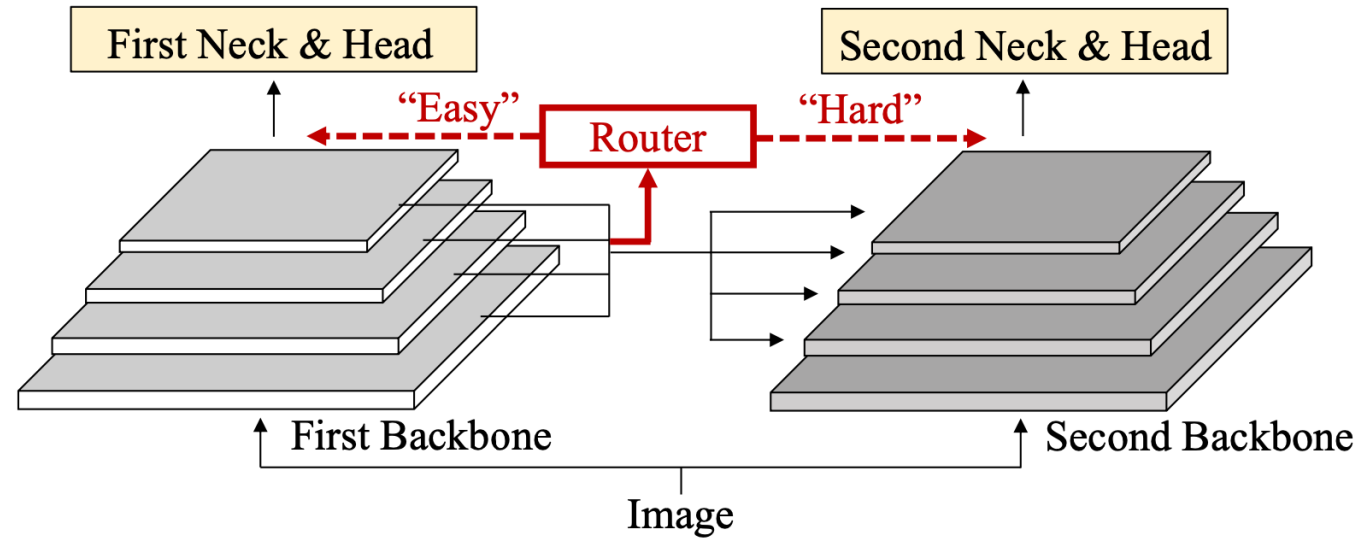 First Neck & Head
Second Neck & Head
“Easy”
Router
“Hard”
First Backbone
Second Backbone
Image